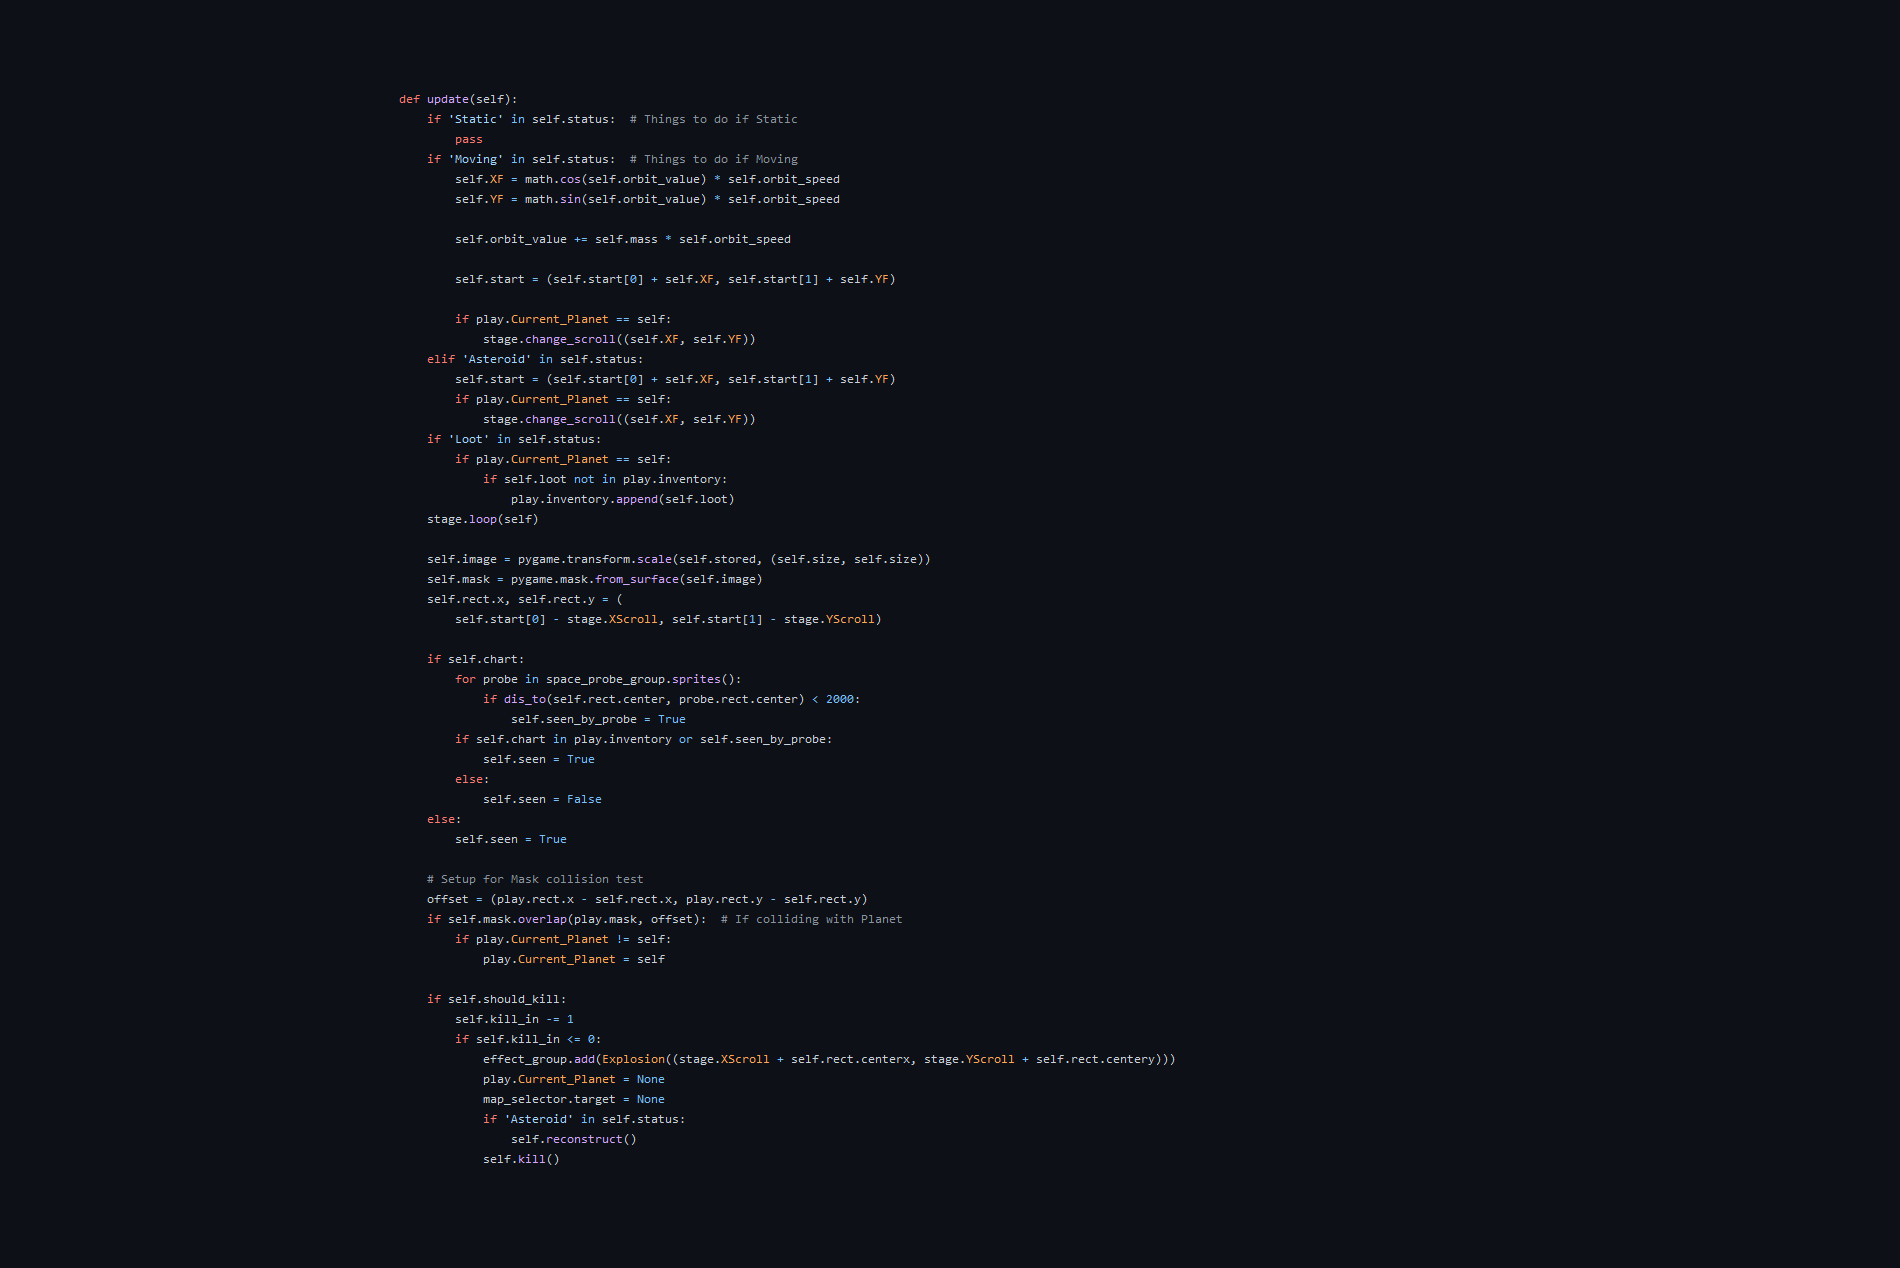 def update(self):
    if 'Static' in self.status:  # Things to do if Static
        pass
    if 'Moving' in self.status:  # Things to do if Moving
        self.XF = math.cos(self.orbit_value) * self.orbit_speed
        self.YF = math.sin(self.orbit_value) * self.orbit_speed

        self.orbit_value += self.mass * self.orbit_speed

        self.start = (self.start[0] + self.XF, self.start[1] + self.YF)

        if play.Current_Planet == self:
            stage.change_scroll((self.XF, self.YF))
    elif 'Asteroid' in self.status:
        self.start = (self.start[0] + self.XF, self.start[1] + self.YF)
        if play.Current_Planet == self:
            stage.change_scroll((self.XF, self.YF))
    if 'Loot' in self.status:
        if play.Current_Planet == self:
            if self.loot not in play.inventory:
                play.inventory.append(self.loot)
    stage.loop(self)

    self.image = pygame.transform.scale(self.stored, (self.size, self.size))
    self.mask = pygame.mask.from_surface(self.image)
    self.rect.x, self.rect.y = (
        self.start[0] - stage.XScroll, self.start[1] - stage.YScroll)

    if self.chart:
        for probe in space_probe_group.sprites():
            if dis_to(self.rect.center, probe.rect.center) < 2000:
                self.seen_by_probe = True
        if self.chart in play.inventory or self.seen_by_probe:
            self.seen = True
        else:
            self.seen = False
    else:
        self.seen = True

    # Setup for Mask collision test
    offset = (play.rect.x - self.rect.x, play.rect.y - self.rect.y)
    if self.mask.overlap(play.mask, offset):  # If colliding with Planet
        if play.Current_Planet != self:
            play.Current_Planet = self

    if self.should_kill:
        self.kill_in -= 1
        if self.kill_in <= 0:
            effect_group.add(Explosion((stage.XScroll + self.rect.centerx, stage.YScroll + self.rect.centery)))
            play.Current_Planet = None
            map_selector.target = None
            if 'Asteroid' in self.status:
                self.reconstruct()
            self.kill()